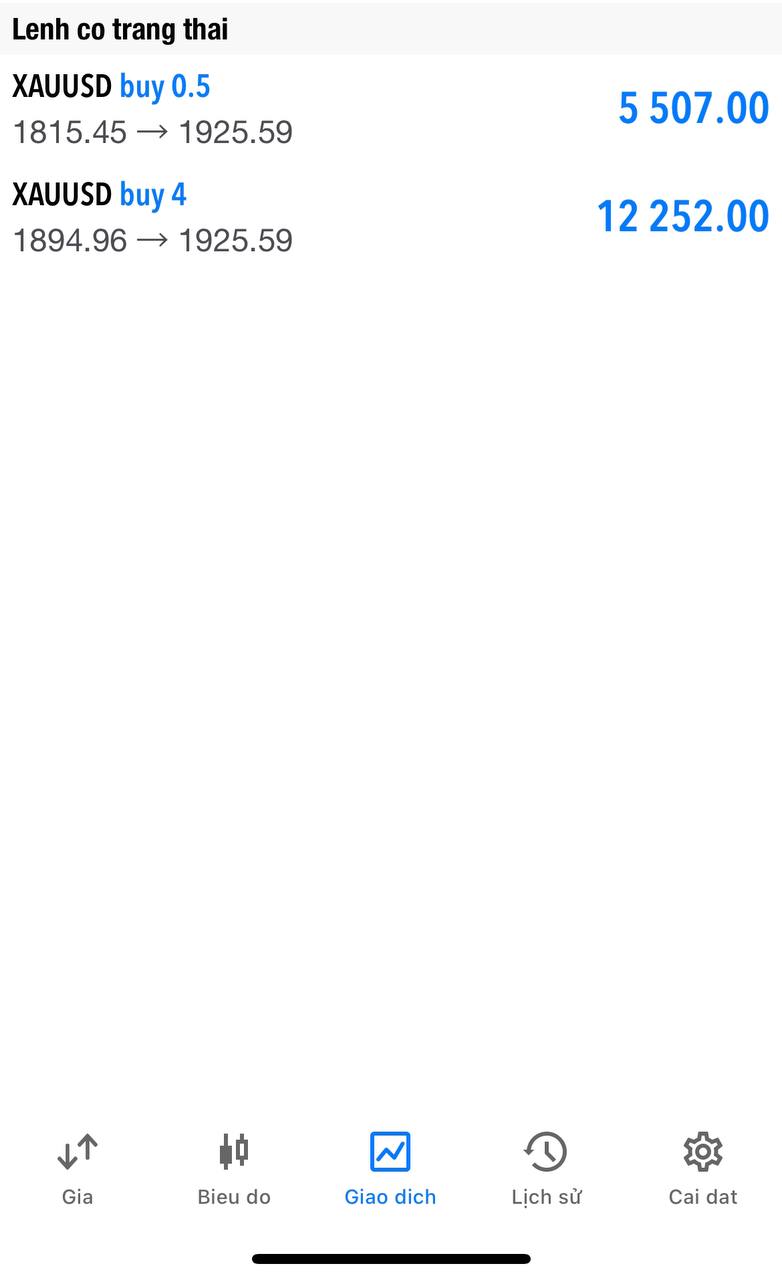 Lenh co trang thai
XAUUSD buy 0.5
1815.45 → 1925.59
5 507.00
XAUUSD buy 4
1894.96 → 1925.59
12 252.00
Gia
Bieu do
Giao dich
Lịch sử
Cai dat